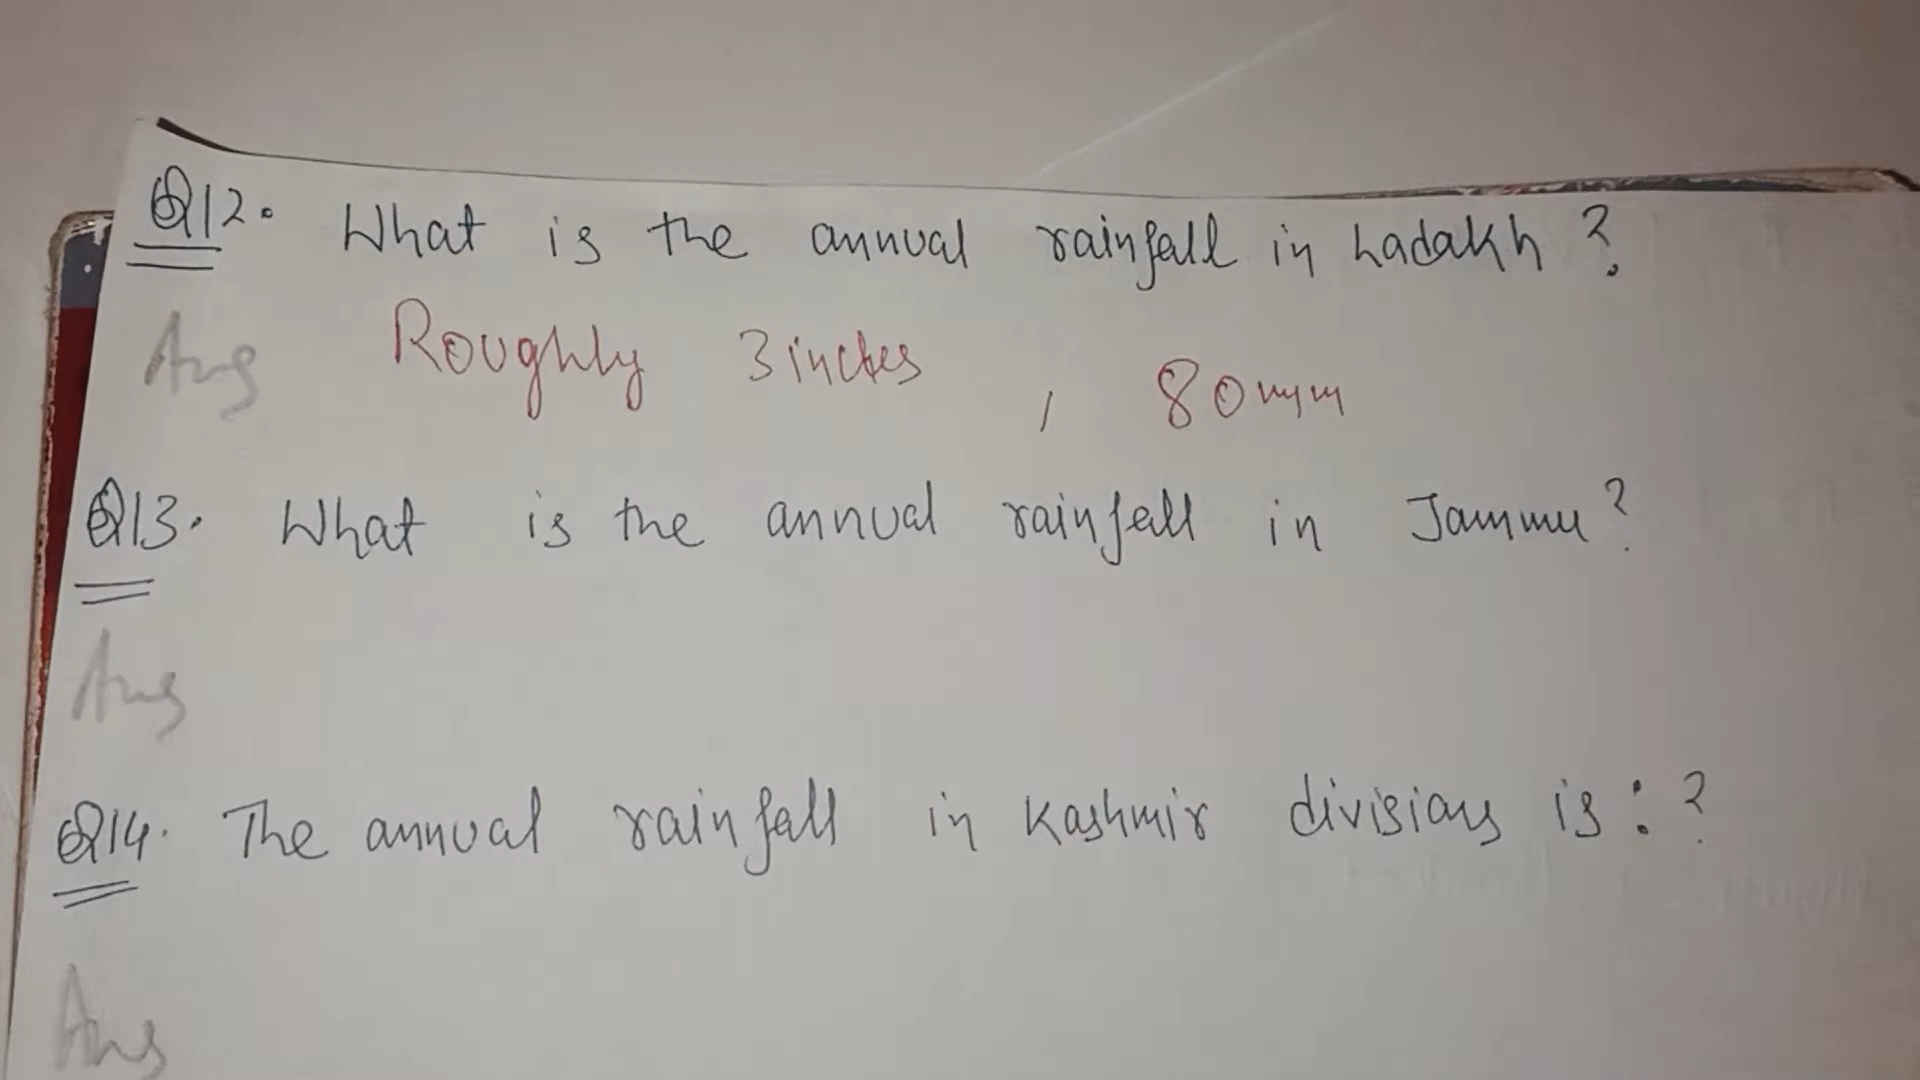 Q12. What is the annual rainfall in Ladakh ?
Ans Roughly 3 inches , 80mm
Q13. What is the annual rainfall in Jammu ?
Ans
Q14. The annual rainfall in Kashmir divisions is : ?
Ans